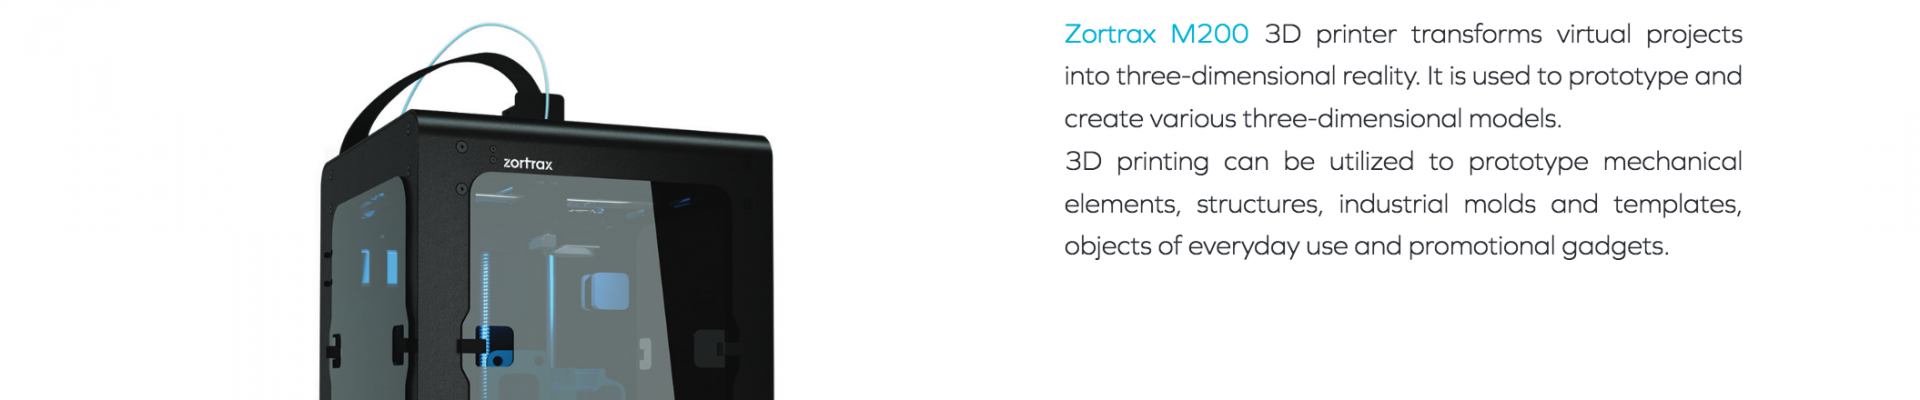 zortrax
Zortrax M200 3D printer transforms virtual projects
into three-dimensional reality. It is used to prototype and
create various three-dimensional models.
3D printing can be utilized to prototype mechanical
elements, structures, industrial molds and templates,
objects of everyday use and promotional gadgets.